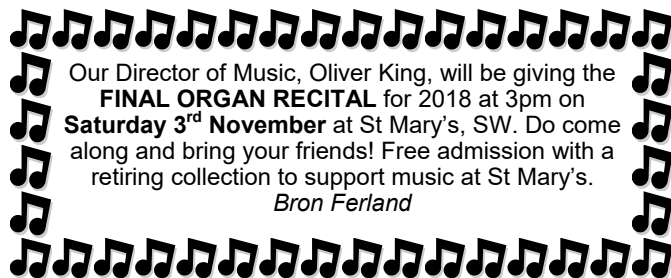 Our Director of Music, Oliver King, will be giving the
FINAL ORGAN RECITAL for 2018 at 3pm on
Saturday 3rd November at St Mary’s, SW. Do come
along and bring your friends! Free admission with a
retiring collection to support music at St Mary’s.
Bron Ferland